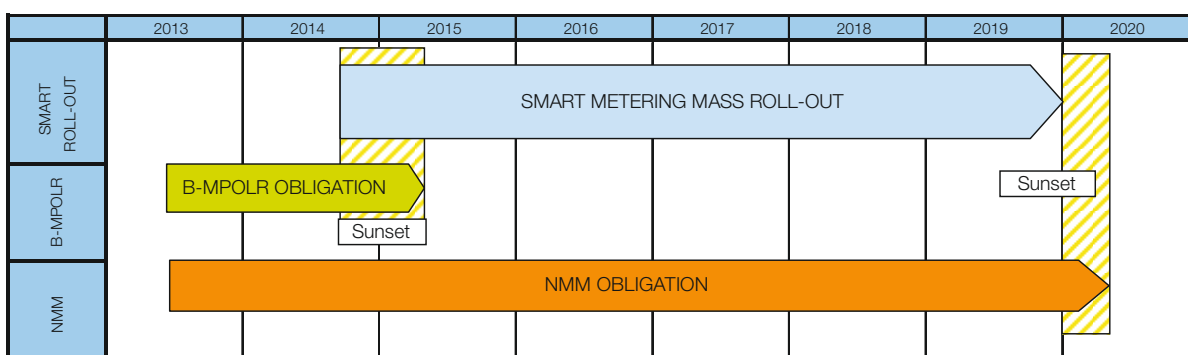 2013 2014 2015 2016 2017 2018 2019 2020
SMART
ROLL-OUT
SMART METERING MASS ROLL-OUT
B-MPOLR
B-MPOLR OBLIGATION
Sunset
Sunset
NMM
NMM OBLIGATION